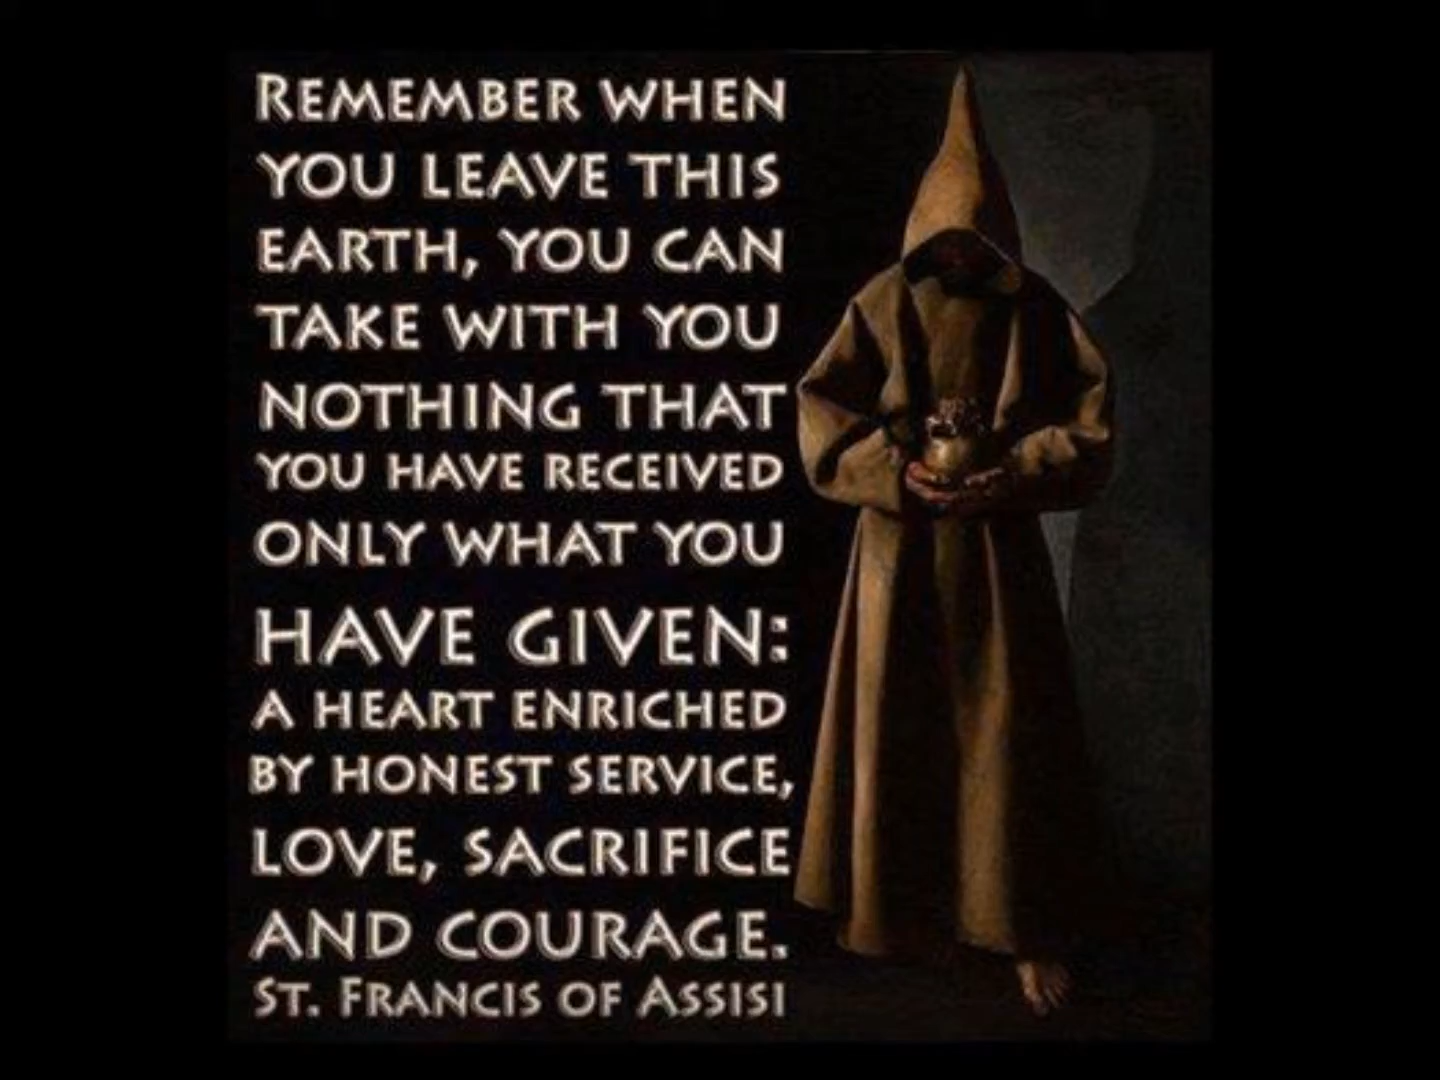 Remember when
you leave this
earth, you can
take with you
nothing that
you have received
only what you
have given:
a heart enriched
by honest service,
love, sacrifice
and courage.
St. Francis of Assisi